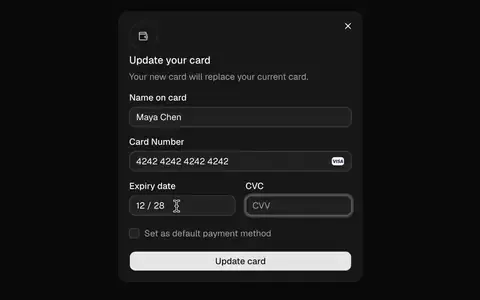 Update your card
Your new card will replace your current card.
Name on card
Maya Chen
Card Number
4242 4242 4242 4242
VISA
Expiry date
CVC
12 / 28
CVV
Set as default payment method
Update card